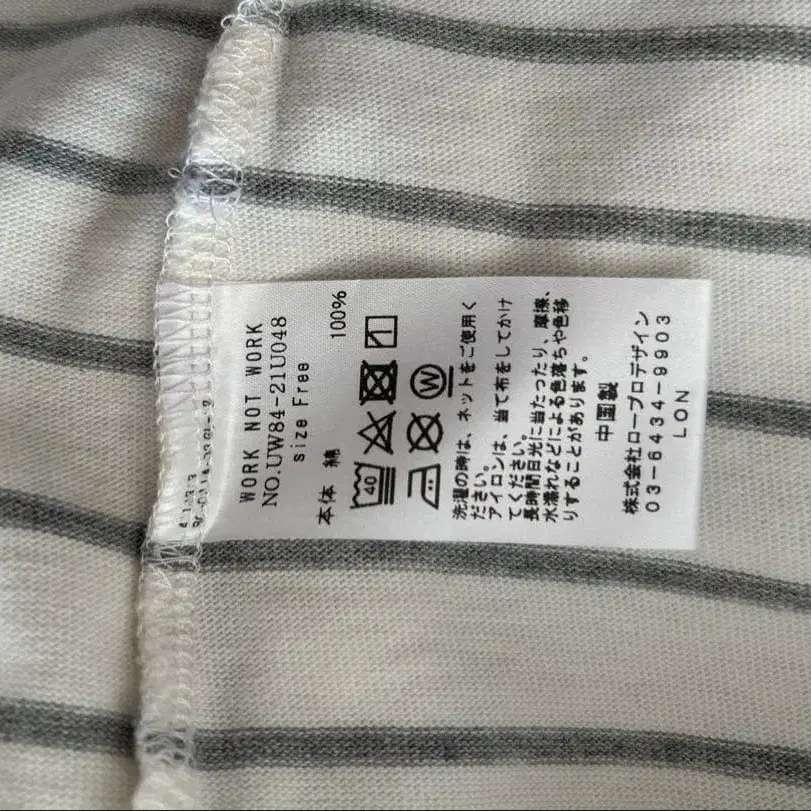 WORK NOT WORK
NO.UW84-21U048
size Free
本体 綿 100%
40
W
洗濯の時は、ネットをご使用く
ださい。
アイロンは、当て布をしてかけ
てください。
長時間日光に当たったり、摩擦、
水濡れなどによる色落ちや色移
りすることがあります。
中国製
株式会社ロープロデザイン
03-6434-9903
LON